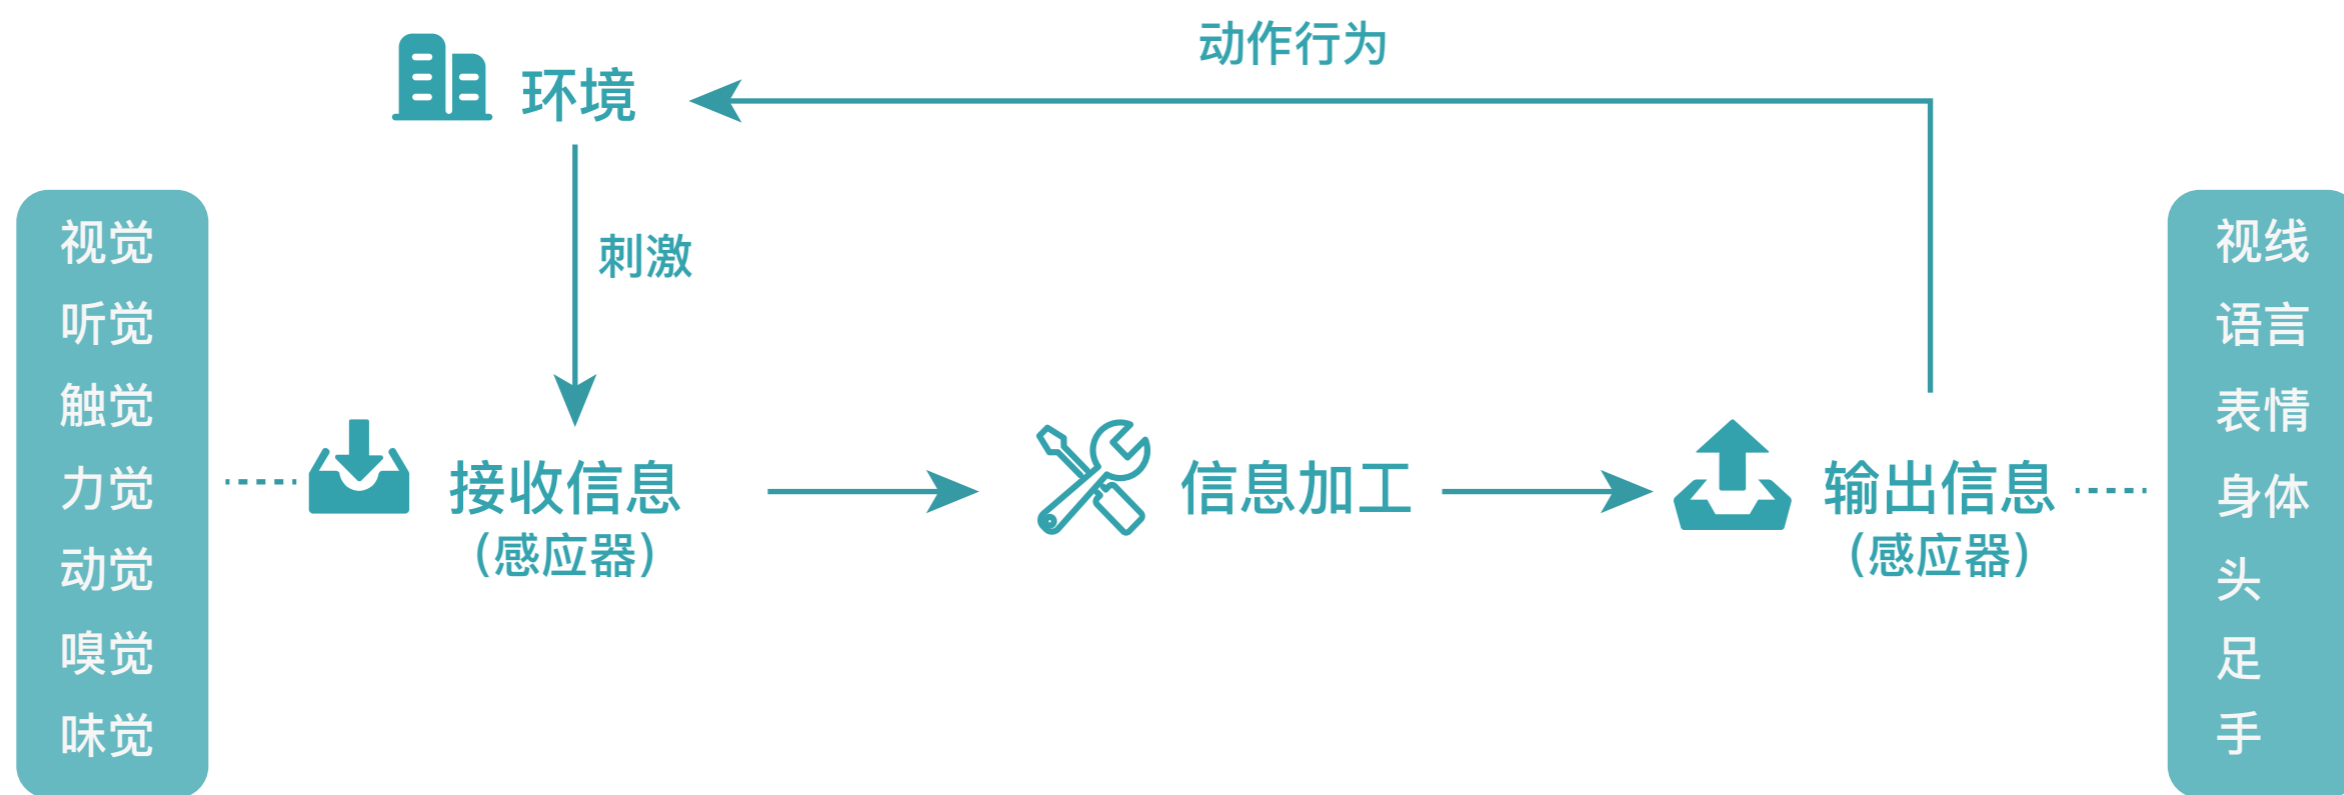 动作行为
环境
刺激
视觉
听觉
触觉
力觉
动觉
嗅觉
味觉
接收信息
（感应器）
信息加工
输出信息
（感应器）
视线
语言
表情
身体
头
足
手